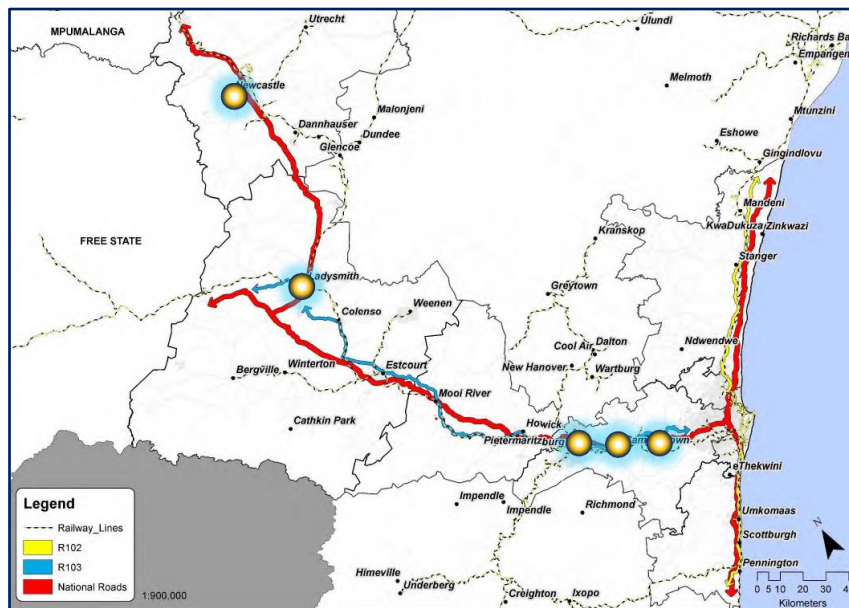 MPUMALANGA
Utrecht
Ulundi
Richards Ba
Empangen
Newcastle
Melmoth
Malonjeni
Mtunzini
Dannhauser
Dundee
Eshowe
Glencoe
Gingindlovu
Mandeni
FREE STATE
Kranskop
KwaDukuza
Zinkwazi
Stanger
Ladysmith
Greytown
Weenen
Colenso
Ndwendwe
Cool Air
Dalton
Winterton
Estcourt
New Hanover
Wartburg
Bergville
Mooi River
Cathkin Park
Howick
Pietermaritzburg
eThekwini
Legend
Railway_Lines
R102
R103
National Roads
Impendle
Impendle
Richmond
Umkomaas
Scottburgh
N
Himeville
Pennington
Underberg
1:900,000
Creighton
Ixopo
0 5 10 20 30 4
Kilometers